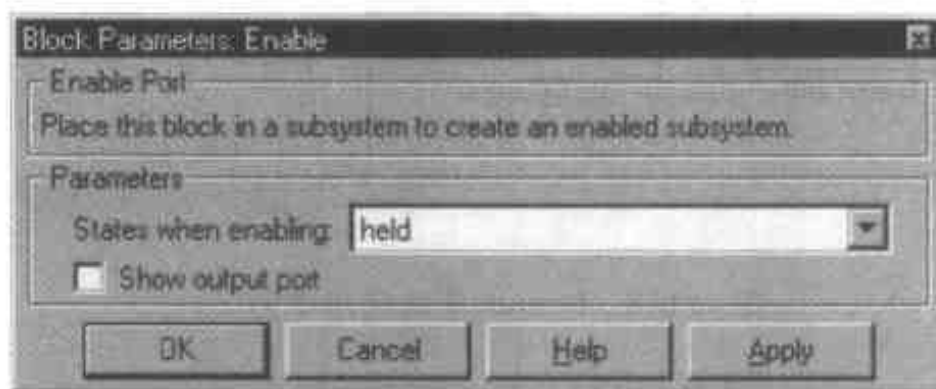 Block Parameters: Enable
Enable Port
Place this block in a subsystem to create an enabled subsystem.
Parameters
States when enabling: held
Show output port
OK Cancel Help Apply